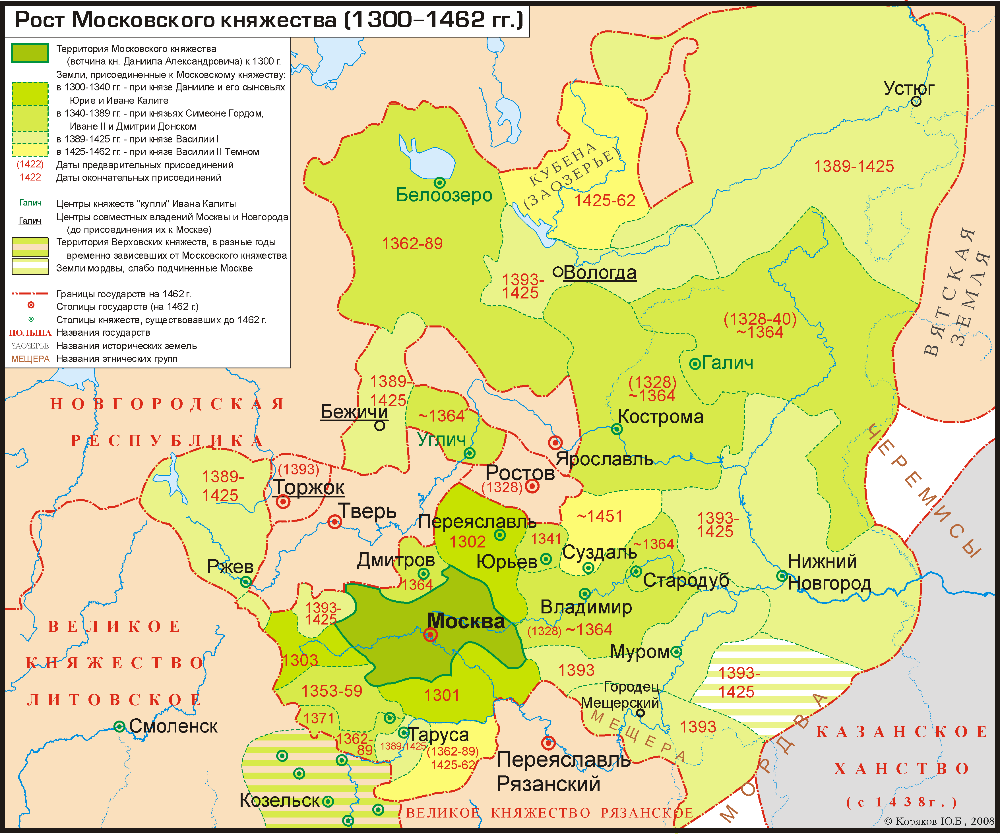 Рост Московского княжества (1300–1462 гг.)
Территория Московского княжества
(вотчина кн. Даниила Александровича) к 1300 г.
Земли, присоединенные к Московскому княжеству:
в 1300-1340 гг. - при князе Данииле и его сыновьях
Юрие и Иване Калите
в 1340-1389 гг. - при князьях Симеоне Гордом,
Иване II и Дмитрии Донском
в 1389-1425 гг. - при князе Василии I
в 1425-1462 гг. - при князе Василии II Темном
(1422) Даты предварительных присоединений
1422 Даты окончательных присоединений
Галич Центры княжеств "купли" Ивана Калиты
Галич Центры совместных владений Москвы и Новгорода
(до присоединения их к Москве)
Территория Верховских княжеств, в разные годы
временно зависевших от Московского княжества
Земли мордвы, слабо подчиненные Москве
Границы государств на 1462 г.
Столицы государств (на 1462 г.)
Столицы княжеств, существовавших до 1462 г.
ПОЛЬША Названия государств
ЗАОЗЕРЬЕ Названия исторических земель
МЕЩЕРА Названия этнических групп
Устюг
1389-1425
КУБЕНА
(ЗАОЗЕРЬЕ)
1425-62
Белоозеро
1362-89
Вологда
1393-
1425
ВЯТСКАЯ
ЗЕМЛЯ
(1328-40)
~1364
Галич
(1328)
~1364
Кострома
1389-
1425
Бежичи
~1364
Углич
НОВГОРОДСКАЯ
РЕСПУБЛИКА
Ярославль
Ростов
(1328)
ЧЕРЕМИСЫ
1389-
1425
(1393)
Торжок
Тверь
Переяславль
1302
1341
Юрьев
~1451
Суздаль
~1364
Стародуб
1393-
1425
Нижний
Новгород
Дмитров
1364
Ржев
1393-
1425
Москва
Владимир
(1328) ~1364
Муром
1393
1303
1353-59
1301
1371
1362-
89
Таруса
1389-1425
(1362-89)
1425-62
ВЕЛИКОЕ
КНЯЖЕСТВО
ЛИТОВСКОЕ
Смоленск
Козельск
Городец
Мещерский
МЕЩЕРА
1393
1393-
1425
МОРДВА
Переяславль
Рязанский
ВЕЛИКОЕ КНЯЖЕСТВО РЯЗАНСКОЕ
КАЗАНСКОЕ
ХАНСТВО
(с 1438г.)
© Коряков Ю.Б., 2008